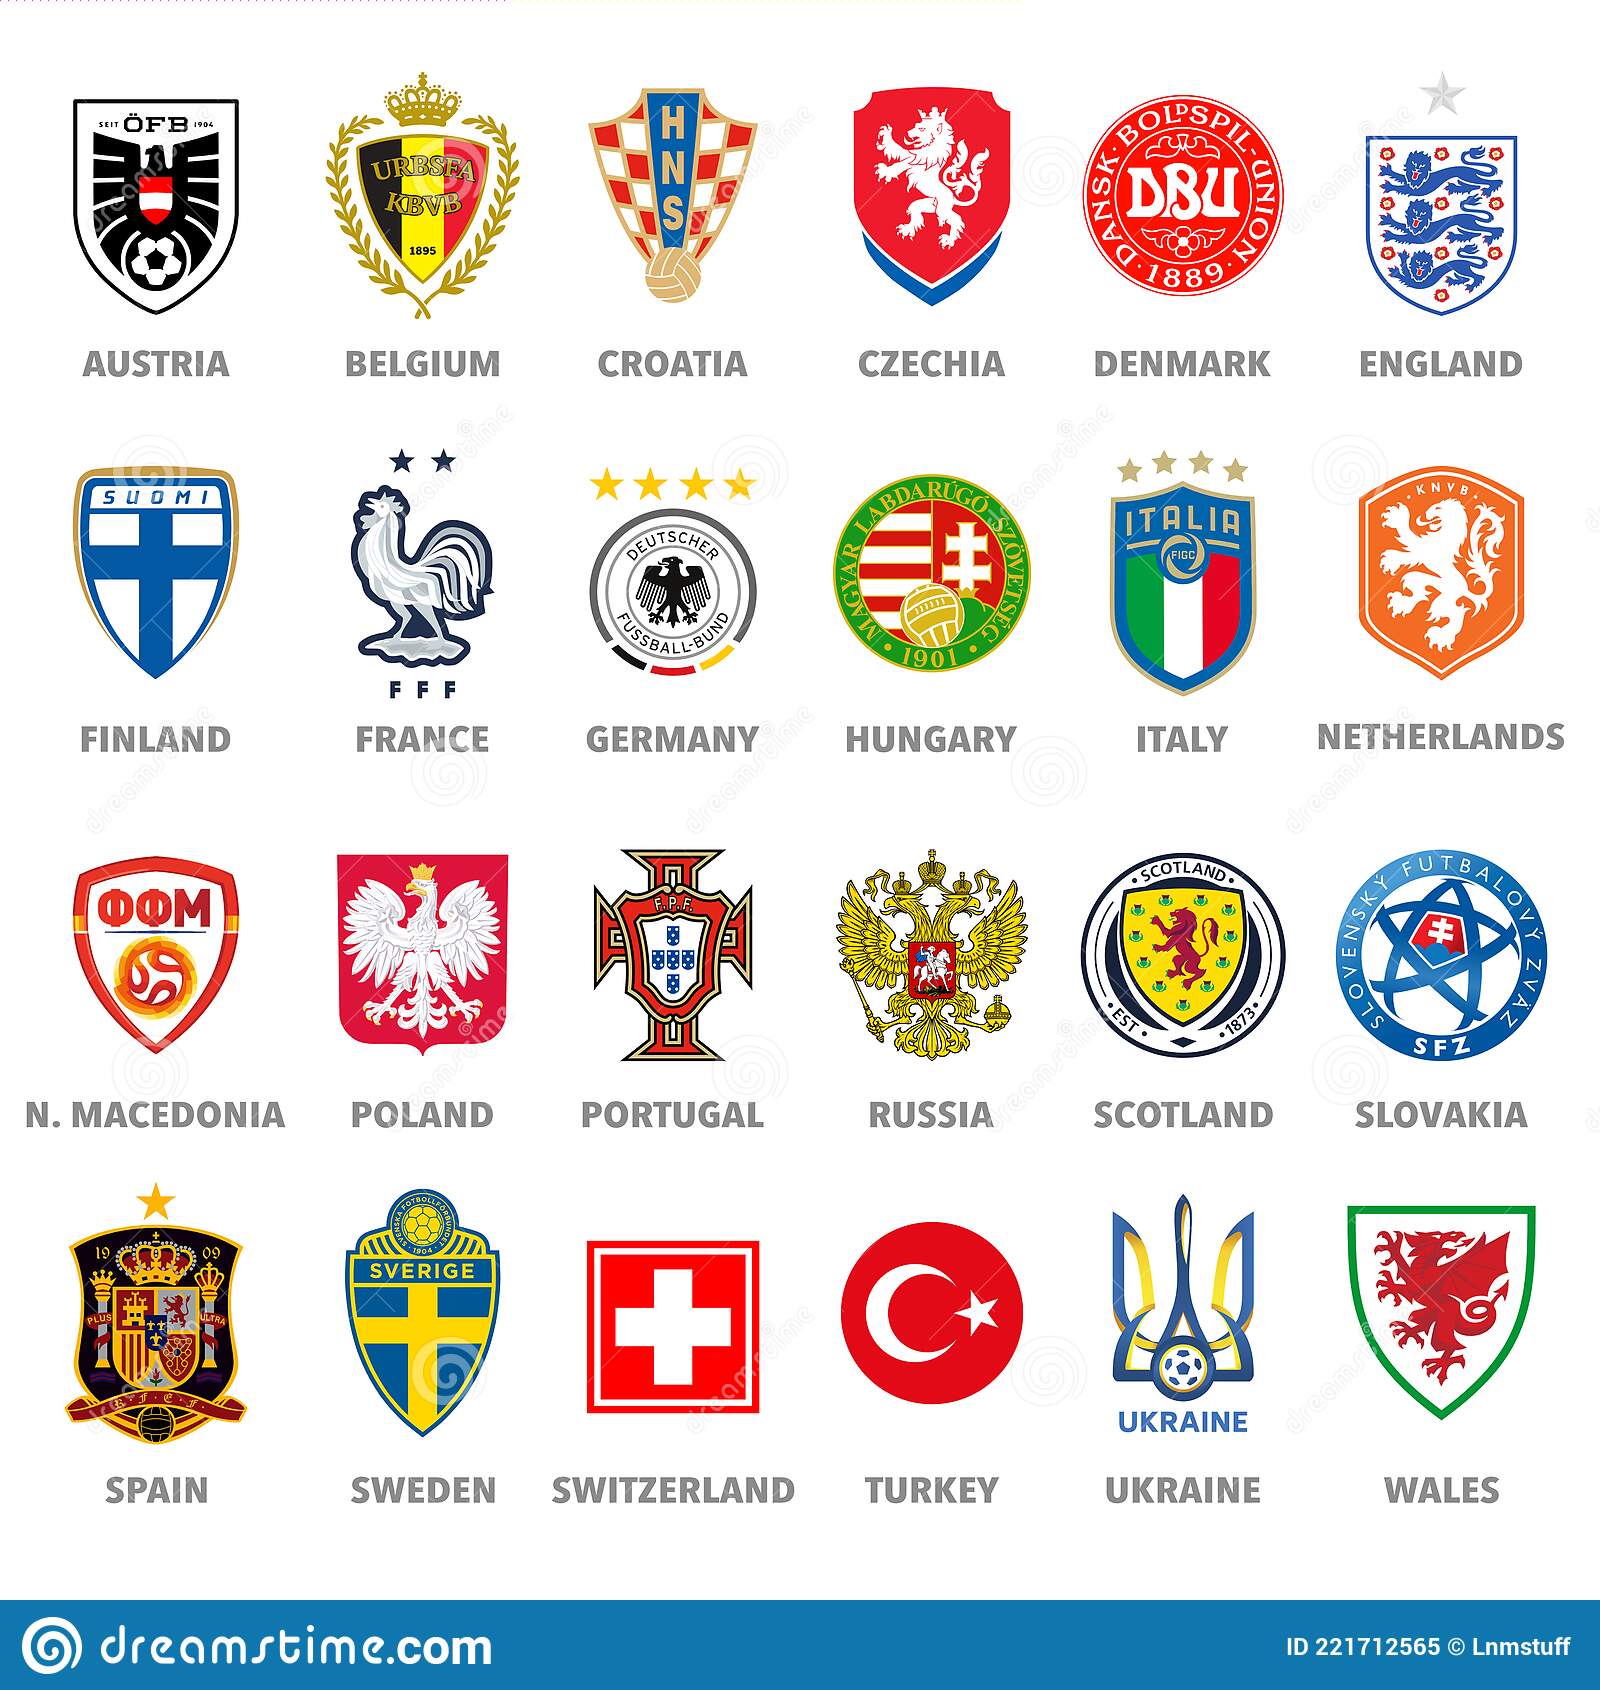 SEIT ÖFB 1904
URBSFA
KBVB
1895
HNS
DANSK·BOLDSPIL-UNION
DBU
·1889·
AUSTRIA BELGIUM CROATIA CZECHIA DENMARK ENGLAND
SUOMI
FFF
DEUTSCHER
FUSSBALL-BUND
MAGYAR LABDARÚGÓ SZÖVETSÉG
· 1901 ·
ITALIA
FIGC
·KNVB·
FINLAND FRANCE GERMANY HUNGARY ITALY NETHERLANDS
ФФМ
F.P.F.
·SCOTLAND·
·EST· ·1873·
SLOVENSKÝ FUTBALOVÝ ZVÄZ
SFZ
N. MACEDONIA POLAND PORTUGAL RUSSIA SCOTLAND SLOVAKIA
19 09
PLUS ULTRA
R.F.E.F.
SVENSKA FOTBOLLFÖRBUNDET
·1904·
SVERIGE
UKRAINE
SPAIN SWEDEN SWITZERLAND TURKEY UKRAINE WALES
dreamstime.com
ID 221712565 © Lnmstuff